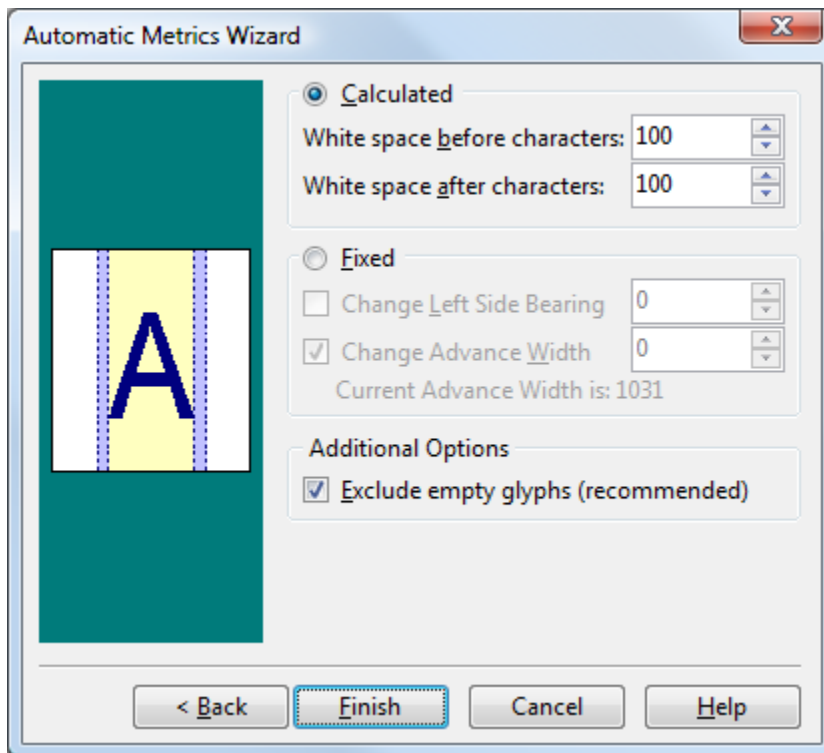 Automatic Metrics Wizard
Calculated
White space before characters: 100
White space after characters: 100
Fixed
Change Left Side Bearing 0
Change Advance Width 0
Current Advance Width is: 1031
Additional Options
Exclude empty glyphs (recommended)
A
< Back Finish Cancel Help